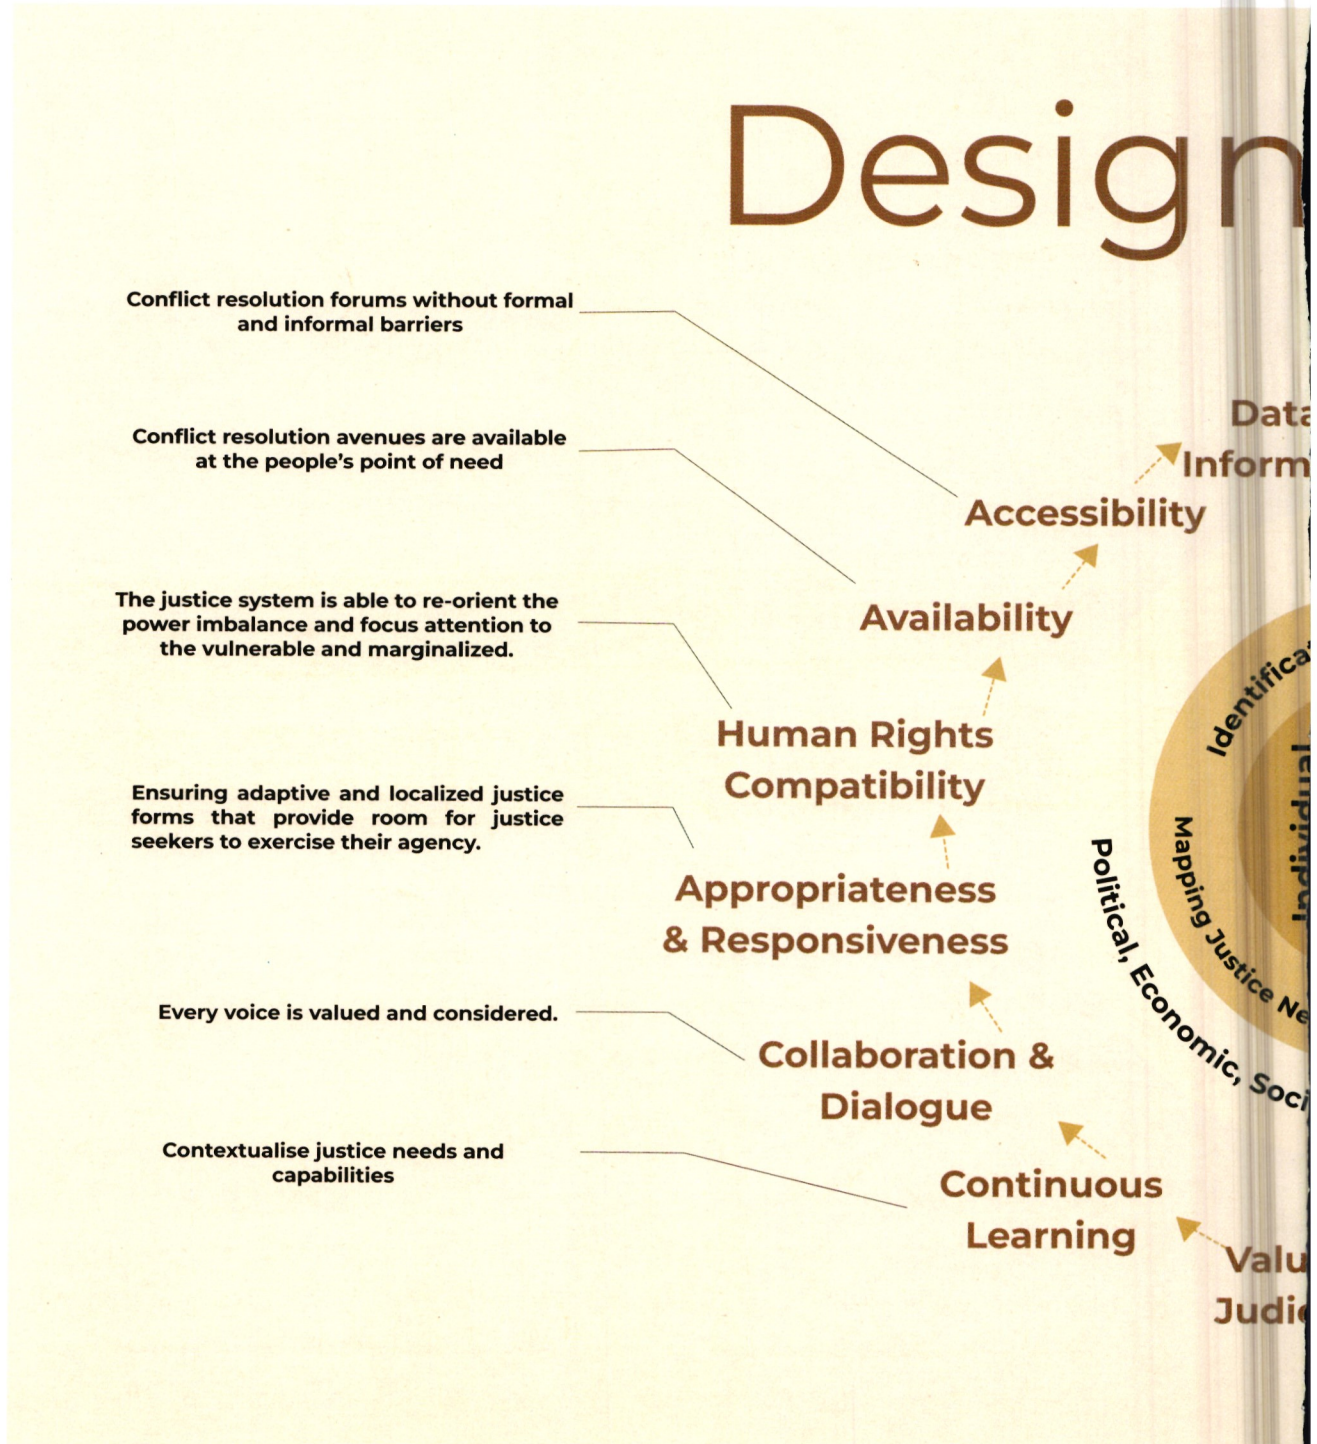 Design
Conflict resolution forums without formal
and informal barriers
Conflict resolution avenues are available
at the people's point of need
The justice system is able to re-orient the
power imbalance and focus attention to
the vulnerable and marginalized.
Ensuring adaptive and localized justice
forms that provide room for justice
seekers to exercise their agency.
Every voice is valued and considered.
Contextualise justice needs and
capabilities
Accessibility
Availability
Human Rights
Compatibility
Appropriateness
& Responsiveness
Collaboration &
Dialogue
Continuous
Learning
Individual
Mapping Justice
Political, Economic,